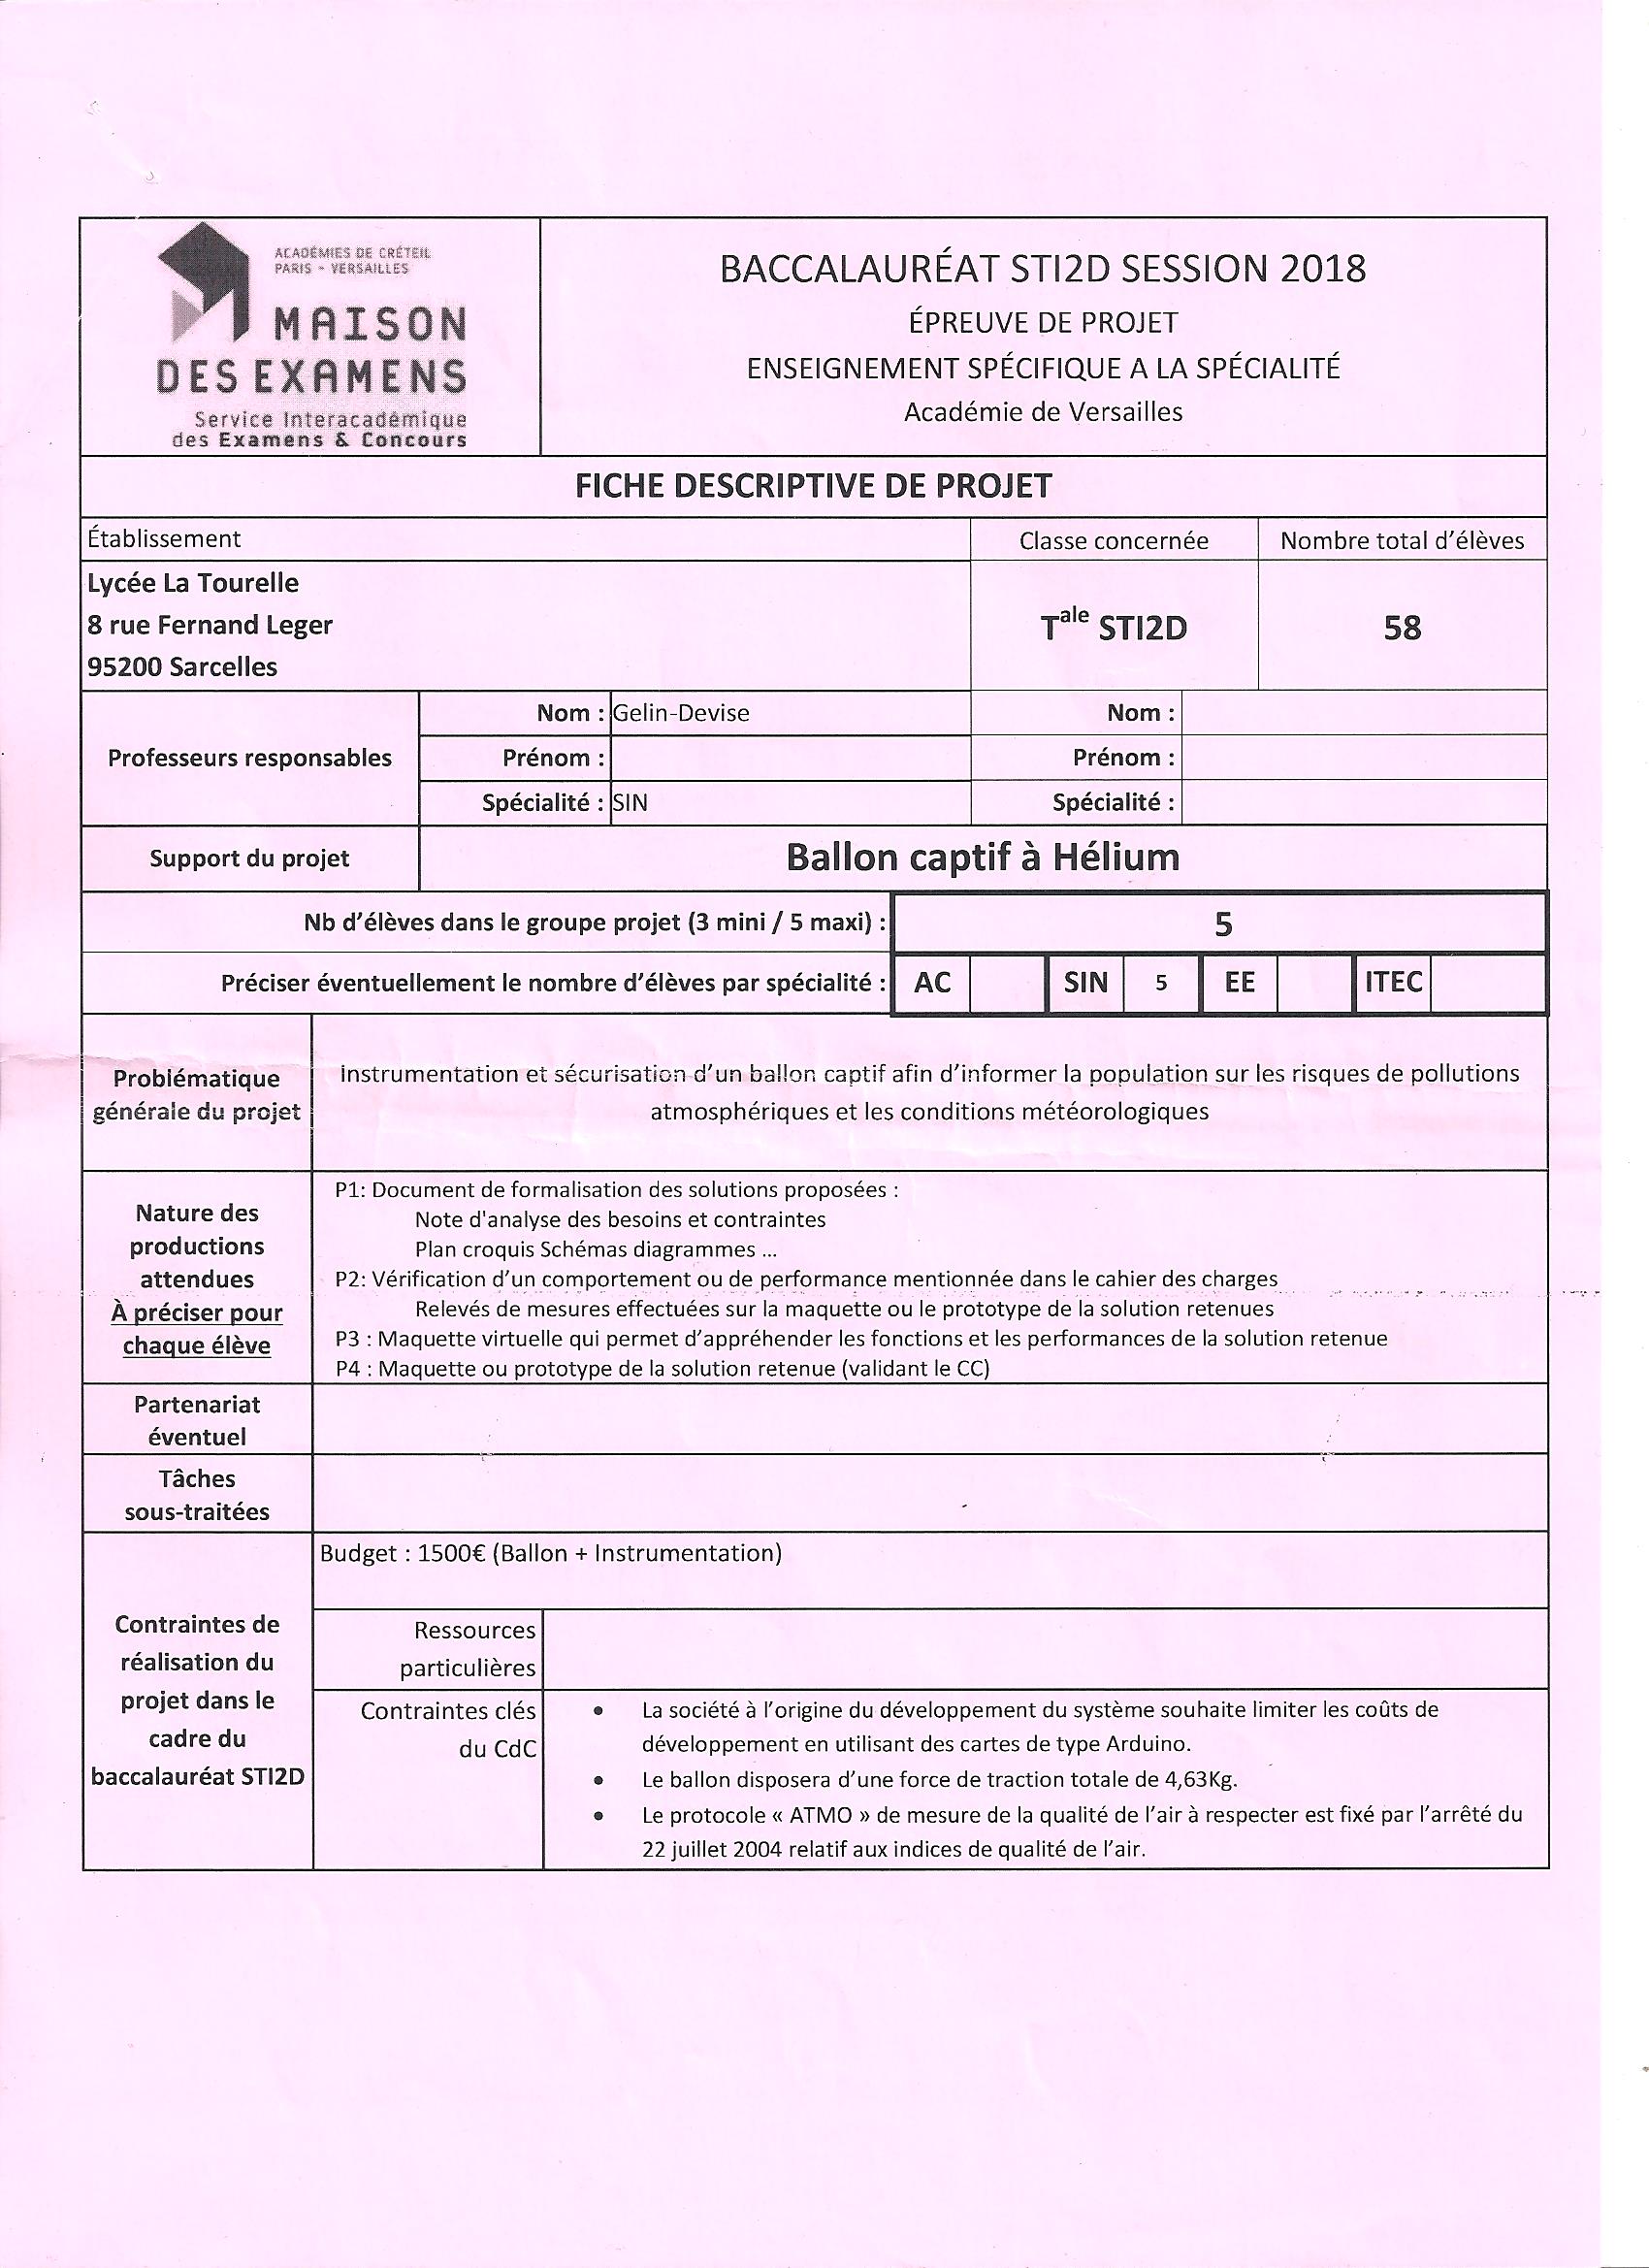 ACADÉMIES DE CRÉTEIL
PARIS - VERSAILLES
MAISON
DES EXAMENS
Service Interacadémique
des Examens & Concours
BACCALAURÉAT STI2D SESSION 2018
ÉPREUVE DE PROJET
ENSEIGNEMENT SPÉCIFIQUE A LA SPÉCIALITÉ
Académie de Versailles
FICHE DESCRIPTIVE DE PROJET
Établissement
Classe concernée
Nombre total d’élèves
Lycée La Tourelle
8 rue Fernand Leger
95200 Sarcelles
Tale STI2D
58
Professeurs responsables
Nom : Gelin-Devise
Nom :
Prénom :
Prénom :
Spécialité : SIN
Spécialité :
Support du projet
Ballon captif à Hélium
Nb d’élèves dans le groupe projet (3 mini / 5 maxi) : 5
Préciser éventuellement le nombre d’élèves par spécialité : AC SIN 5 EE ITEC
Problématique
générale du projet
Instrumentation et sécurisation d’un ballon captif afin d’informer la population sur les risques de pollutions
atmosphériques et les conditions météorologiques
Nature des
productions
attendues
À préciser pour
chaque élève
P1: Document de formalisation des solutions proposées :
Note d'analyse des besoins et contraintes
Plan croquis Schémas diagrammes ...
P2: Vérification d’un comportement ou de performance mentionnée dans le cahier des charges
Relevés de mesures effectuées sur la maquette ou le prototype de la solution retenues
P3 : Maquette virtuelle qui permet d’appréhender les fonctions et les performances de la solution retenue
P4 : Maquette ou prototype de la solution retenue (validant le CC)
Partenariat
éventuel
Tâches
sous-traitées
Contraintes de
réalisation du
projet dans le
cadre du
baccalauréat STI2D
Budget : 1500€ (Ballon + Instrumentation)
Ressources
particulières
Contraintes clés
du CdC
• La société à l’origine du développement du système souhaite limiter les coûts de
développement en utilisant des cartes de type Arduino.
• Le ballon disposera d’une force de traction totale de 4,63Kg.
• Le protocole « ATMO » de mesure de la qualité de l’air à respecter est fixé par l’arrêté du
22 juillet 2004 relatif aux indices de qualité de l’air.